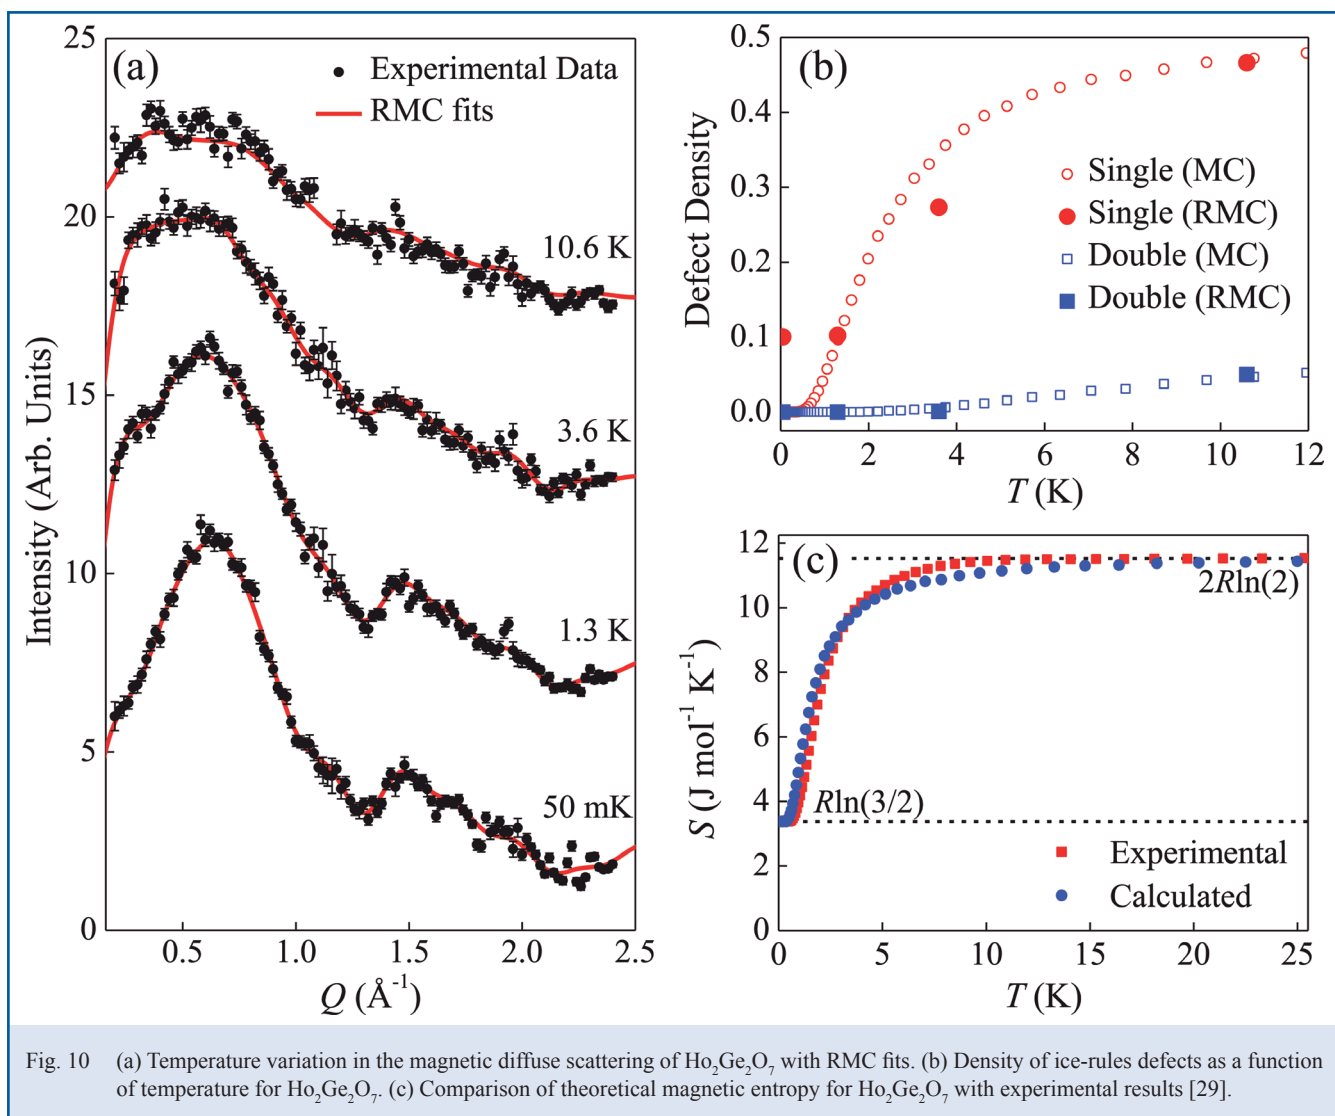 (a)
Experimental Data
RMC fits
10.6 K
3.6 K
1.3 K
50 mK
25
20
15
10
5
0
Intensity (Arb. Units)
0.5
1.0
1.5
2.0
2.5
Q (Å⁻¹)
(b)
Single (MC)
Single (RMC)
Double (MC)
Double (RMC)
0.5
0.4
0.3
0.2
0.1
0.0
Defect Density
0
2
4
6
8
10
12
T (K)
(c)
2Rln(2)
Rln(3/2)
Experimental
Calculated
12
10
8
6
4
2
0
S (J mol⁻¹ K⁻¹)
0
5
10
15
20
25
T (K)
Fig. 10 (a) Temperature variation in the magnetic diffuse scattering of Ho₂Ge₂O₇ with RMC fits. (b) Density of ice-rules defects as a function
of temperature for Ho₂Ge₂O₇. (c) Comparison of theoretical magnetic entropy for Ho₂Ge₂O₇ with experimental results [29].